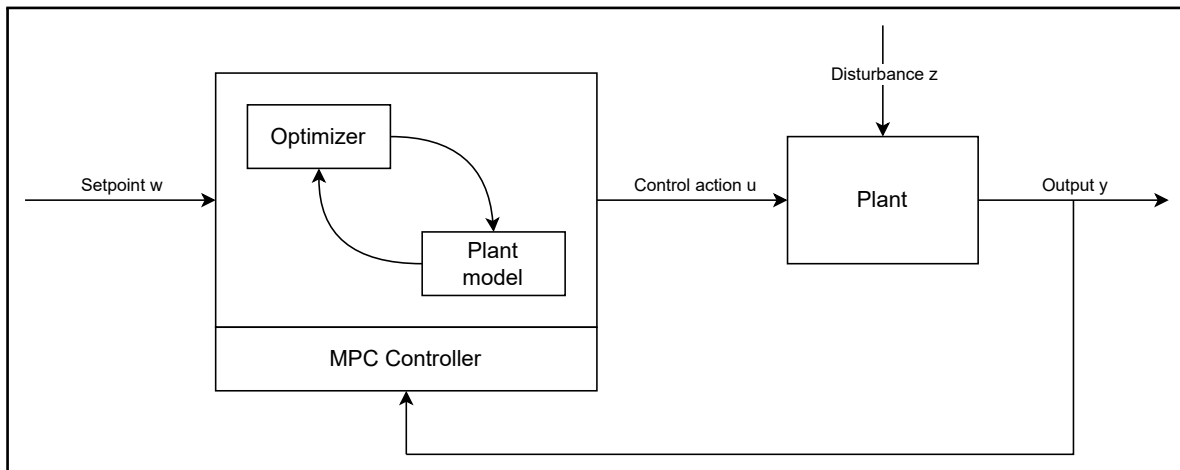 Disturbance z
Optimizer
Setpoint w
Control action u
Plant
Output y
Plant
model
MPC Controller